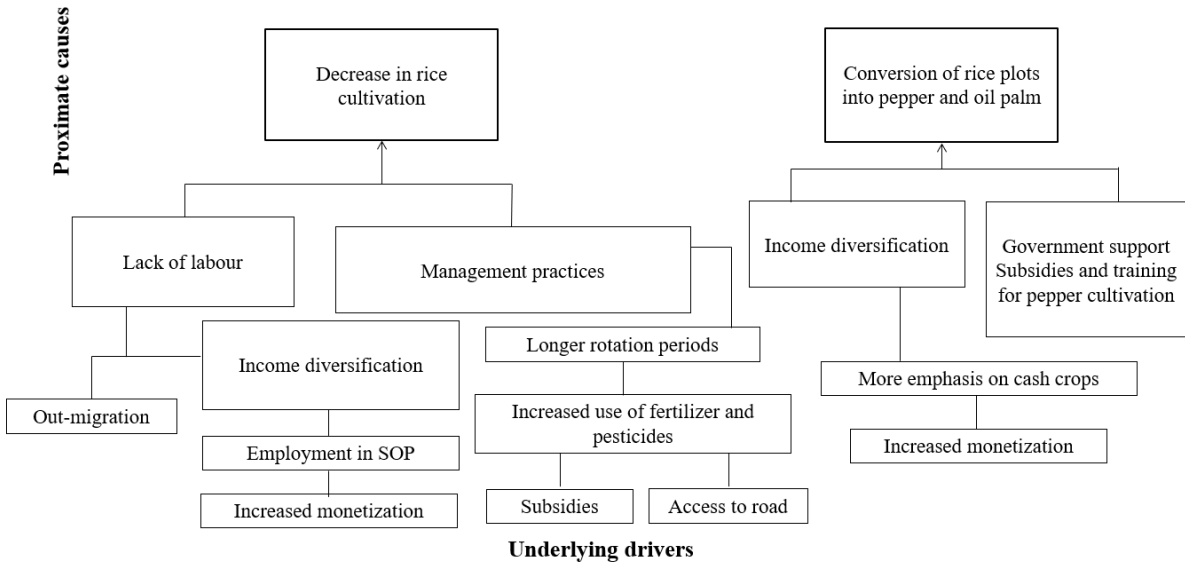 Proximate causes
Decrease in rice
cultivation
Conversion of rice plots
into pepper and oil palm
Lack of labour
Management practices
Income diversification
Government support
Subsidies and training
for pepper cultivation
Income diversification
Longer rotation periods
More emphasis on cash crops
Out-migration
Increased use of fertilizer and
pesticides
Employment in SOP
Increased monetization
Increased monetization
Subsidies
Access to road
Underlying drivers